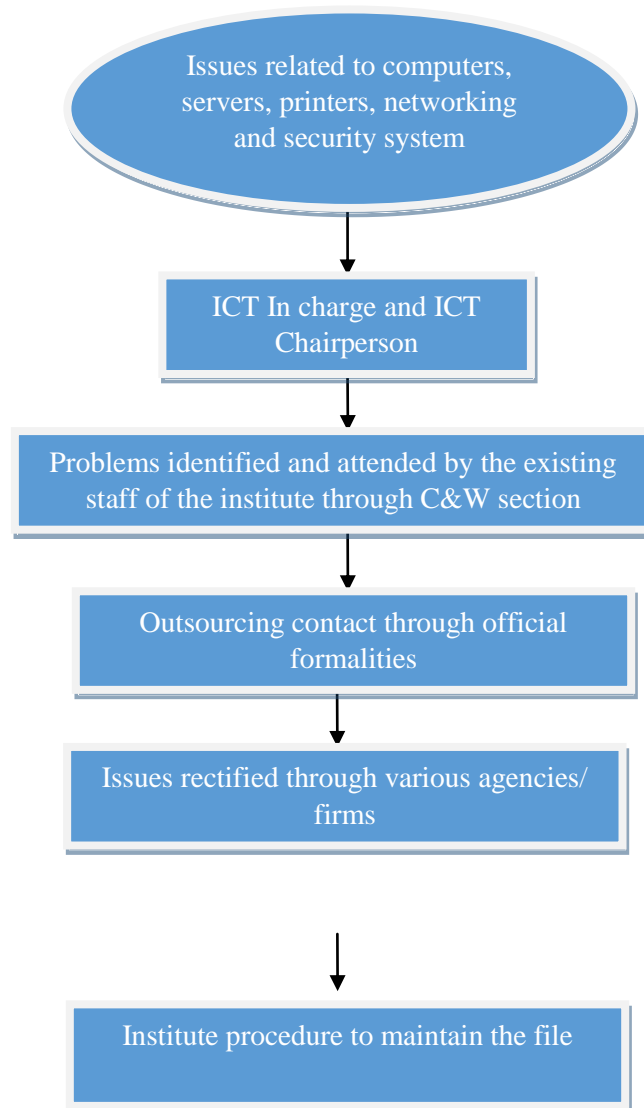 Issues related to computers,
servers, printers, networking
and security system
ICT In charge and ICT
Chairperson
Problems identified and attended by the existing
staff of the institute through C&W section
Outsourcing contact through official
formalities
Issues rectified through various agencies/
firms
Institute procedure to maintain the file